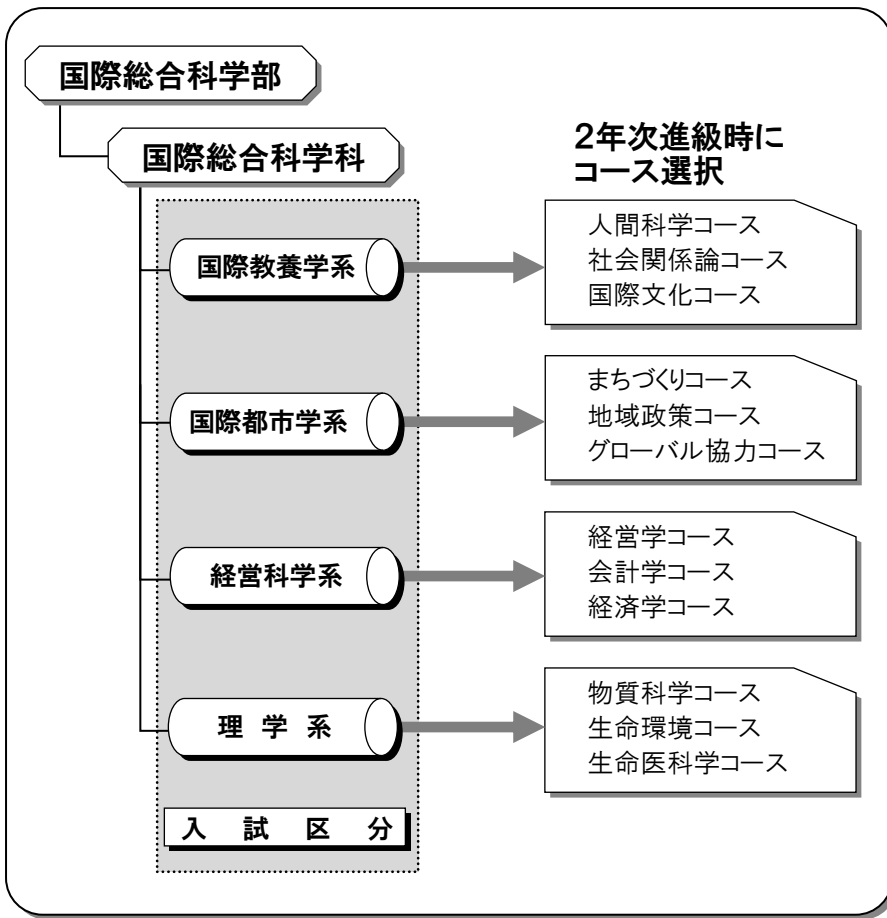 国際総合科学部
国際総合科学科
2年次進級時に
コース選択
国際教養学系
人間科学コース
社会関係論コース
国際文化コース
国際都市学系
まちづくりコース
地域政策コース
グローバル協力コース
経営科学系
経営学コース
会計学コース
経済学コース
理学系
物質科学コース
生命環境コース
生命医科学コース
入試区分